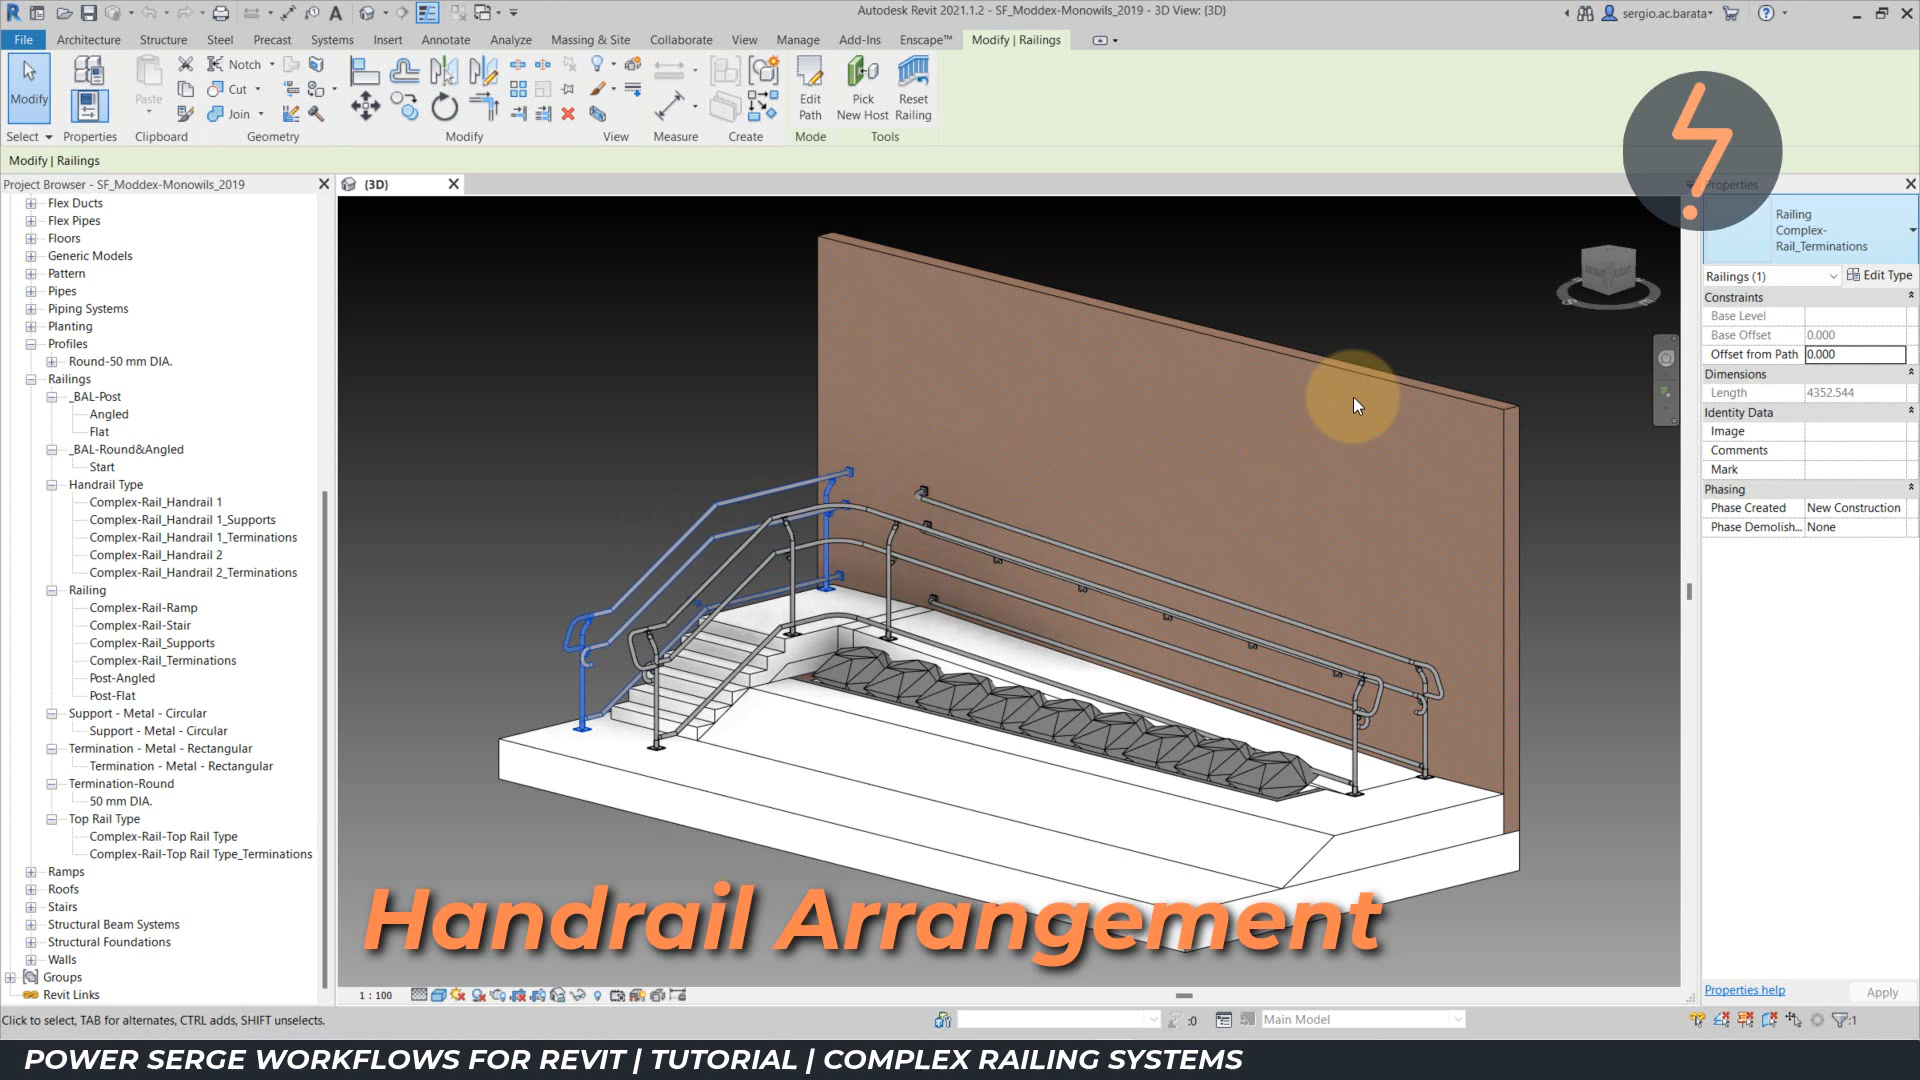 Autodesk Revit 2021.1.2 - SF_Moddex-Monowils_2019 - 3D View: {3D}
sergio.ac.barata
File Architecture Structure Steel Precast Systems Insert Annotate Analyze Massing & Site Collaborate View Manage Add-Ins Enscape™ Modify | Railings
Modify
Paste
Notch
Cut
Join
Edit Path
Pick New Host
Reset Railing
Select Properties Clipboard Geometry Modify View Measure Create Mode Tools
Modify | Railings
Project Browser - SF_Moddex-Monowils_2019
{3D}
Properties
Flex Ducts
Flex Pipes
Floors
Generic Models
Pattern
Pipes
Piping Systems
Planting
Profiles
Round-50 mm DIA.
Railings
_BAL-Post
Angled
Flat
_BAL-Round&Angled
Start
Handrail Type
Complex-Rail_Handrail 1
Complex-Rail_Handrail 1_Supports
Complex-Rail_Handrail 1_Terminations
Complex-Rail_Handrail 2
Complex-Rail_Handrail 2_Terminations
Railing
Complex-Rail-Ramp
Complex-Rail-Stair
Complex-Rail_Supports
Complex-Rail_Terminations
Post-Angled
Post-Flat
Support - Metal - Circular
Support - Metal - Circular
Termination - Metal - Rectangular
Termination - Metal - Rectangular
Termination-Round
50 mm DIA.
Top Rail Type
Complex-Rail-Top Rail Type
Complex-Rail-Top Rail Type_Terminations
Ramps
Roofs
Stairs
Structural Beam Systems
Structural Foundations
Walls
Groups
Revit Links
FRONT RIGHT
Railing
Complex-
Rail_Terminations
Railings (1) Edit Type
Constraints
Base Level
Base Offset 0.000
Offset from Path 0.000
Dimensions
Length 4352.544
Identity Data
Image
Comments
Mark
Phasing
Phase Created New Construction
Phase Demolish... None
Properties help Apply
Handrail Arrangement
1 : 100
Click to select, TAB for alternates, CTRL adds, SHIFT unselects.
:0
Main Model
:1
POWER SERGE WORKFLOWS FOR REVIT | TUTORIAL | COMPLEX RAILING SYSTEMS